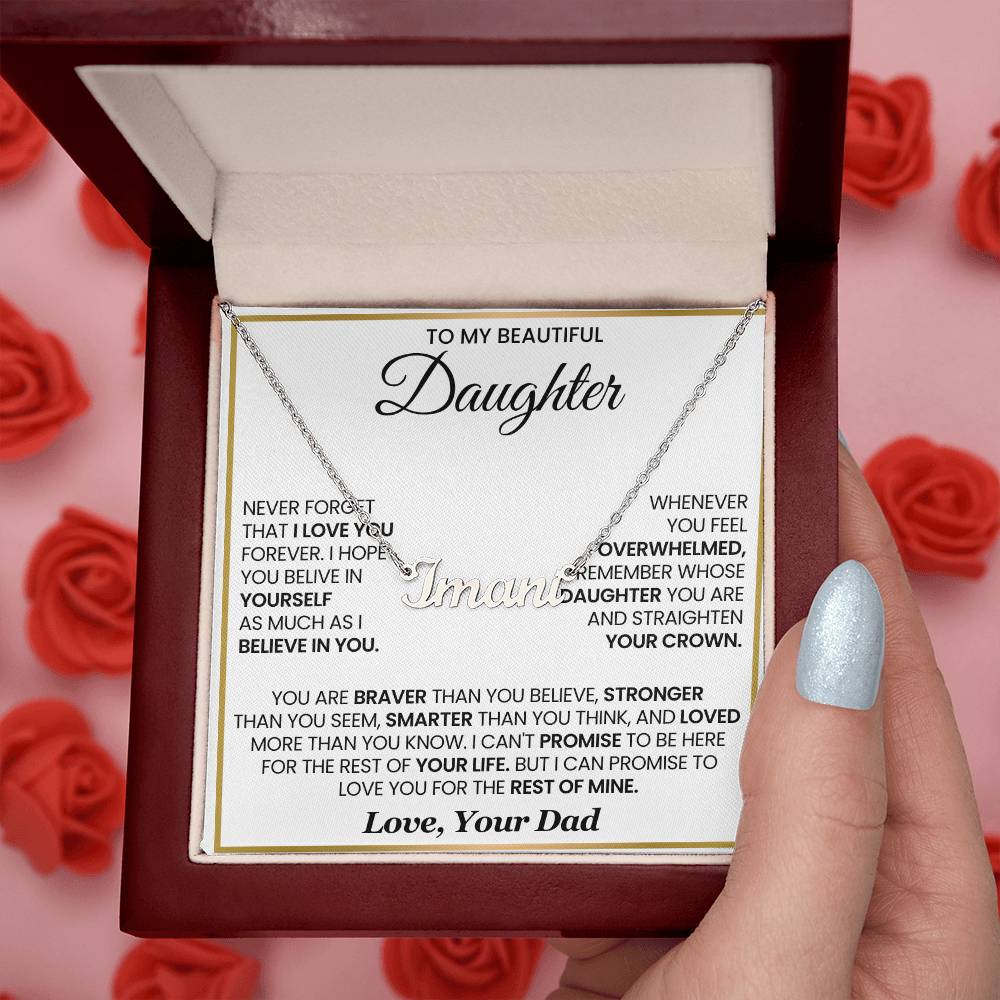 TO MY BEAUTIFUL
Daughter
NEVER FORGET
THAT I LOVE YOU
FOREVER. I HOPE
YOU BELIVE IN
YOURSELF
AS MUCH AS I
BELIEVE IN YOU.
Imani
WHENEVER
YOU FEEL
OVERWHELMED,
REMEMBER WHOSE
DAUGHTER YOU ARE
AND STRAIGHTEN
YOUR CROWN.
YOU ARE BRAVER THAN YOU BELIEVE, STRONGER
THAN YOU SEEM, SMARTER THAN YOU THINK, AND LOVED
MORE THAN YOU KNOW. I CAN'T PROMISE TO BE HERE
FOR THE REST OF YOUR LIFE. BUT I CAN PROMISE TO
LOVE YOU FOR THE REST OF MINE.
Love, Your Dad